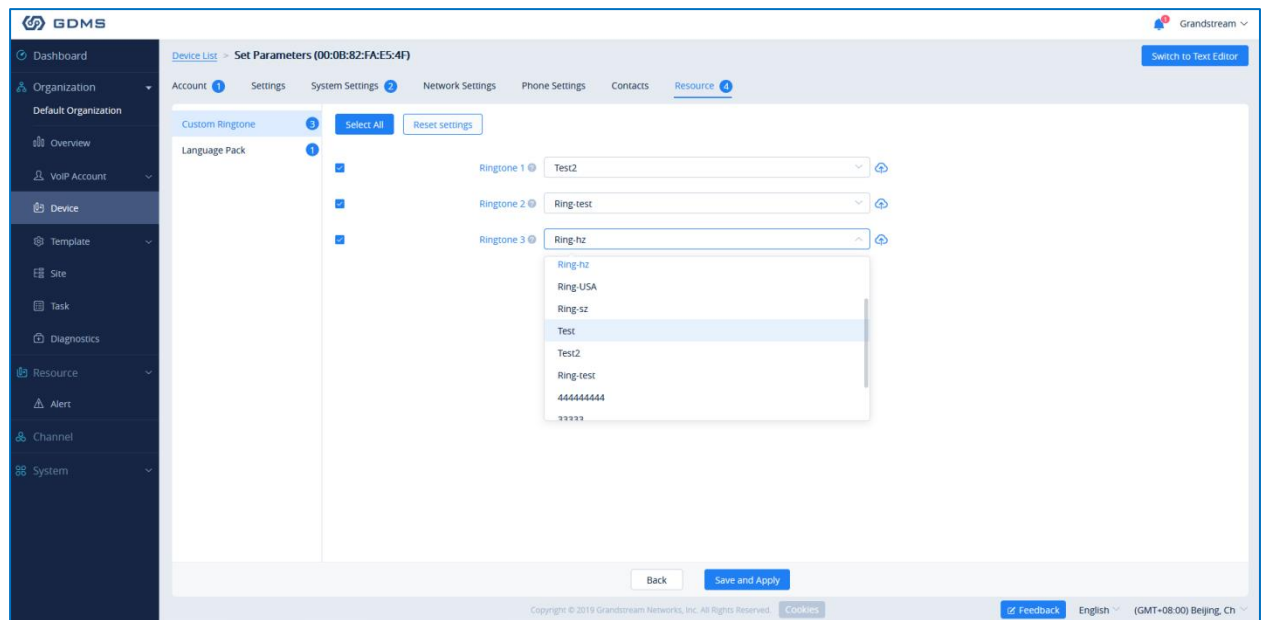 GDMS
1
Grandstream
Dashboard
Device List > Set Parameters (00:0B:82:FA:E5:4F)
Switch to Text Editor
Organization
Account 1 Settings System Settings 2 Network Settings Phone Settings Contacts Resource 4
Default Organization
Custom Ringtone 3
Select All
Reset settings
Overview
Language Pack 1
VoIP Account
Ringtone 1 Test2
Device
Ringtone 2 Ring-test
Template
Ringtone 3 Ring-hz
Ring-hz
Site
Ring-USA
Task
Ring-sz
Test
Diagnostics
Test2
Resource
Ring-test
Alert
444444444
33333
Channel
System
Back
Save and Apply
Copyright © 2019 Grandstream Networks, Inc. All Rights Reserved. Cookies
Feedback
English
(GMT+08:00) Beijing, Ch